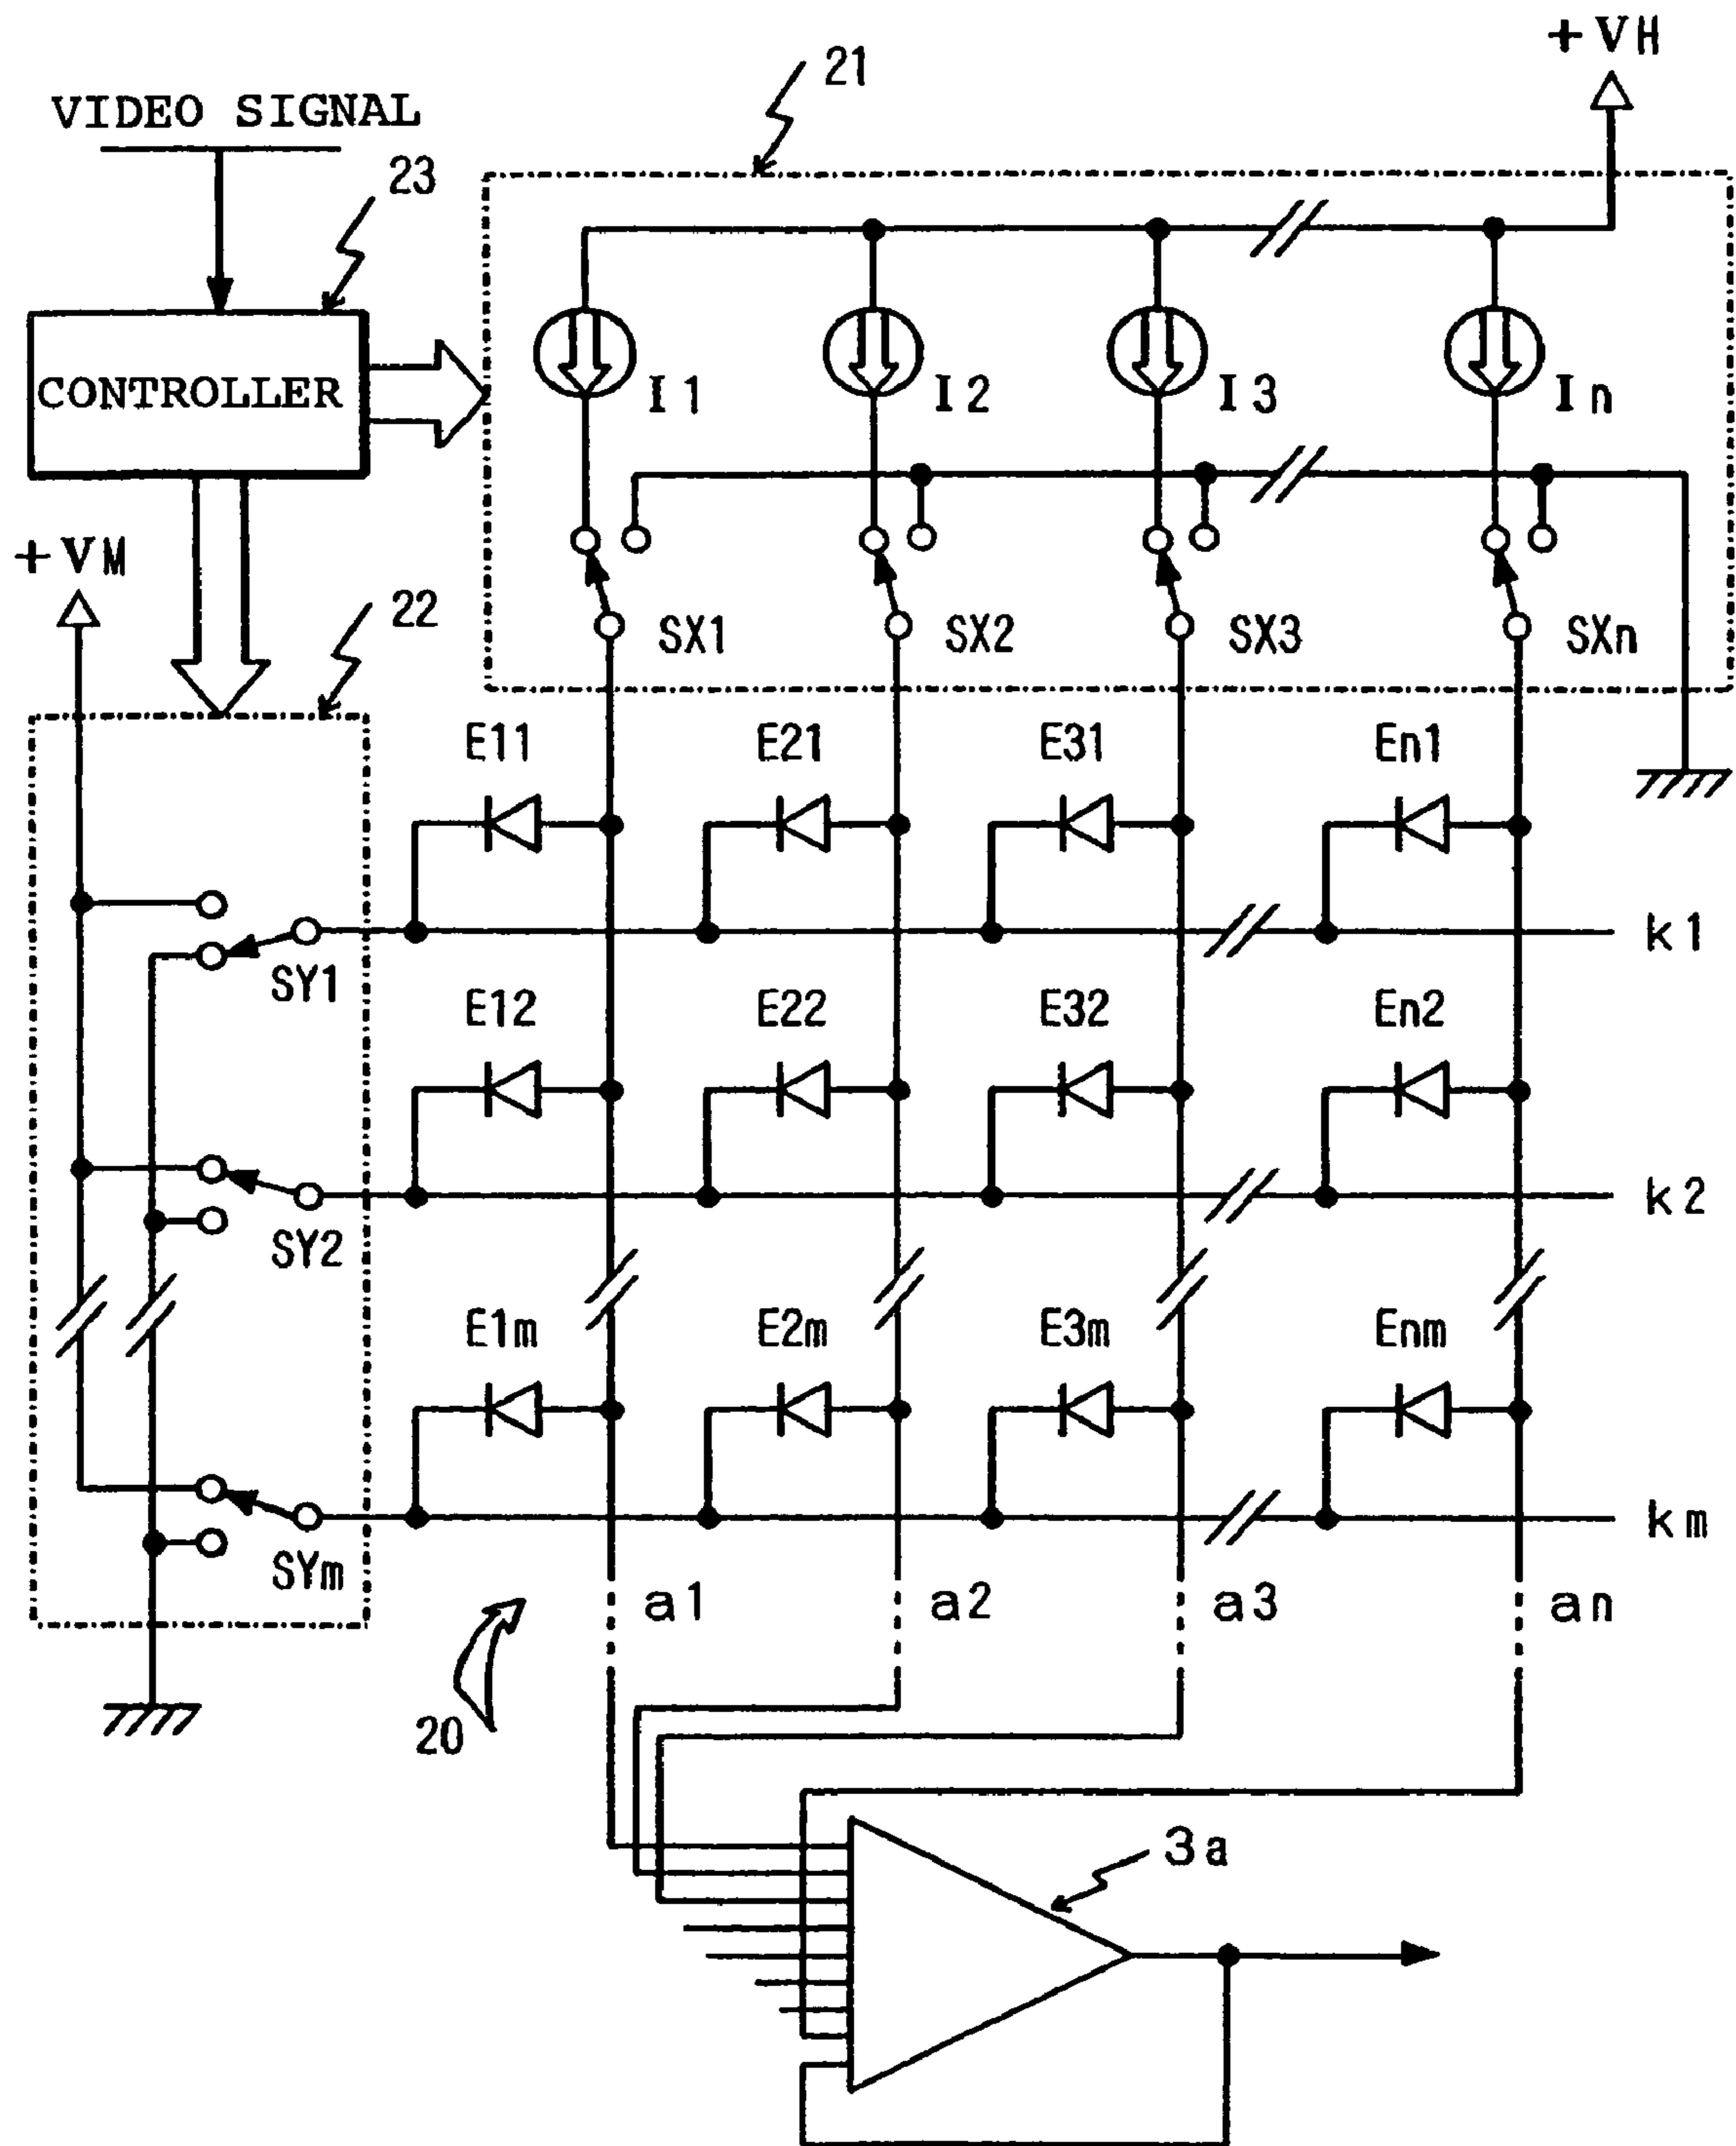 +VH
21
VIDEO SIGNAL
23
CONTROLLER
I1 I2 I3 In
+VM
22
SX1 SX2 SX3 SXn
E11 E21 E31 En1
k1
SY1
E12 E22 E32 En2
k2
SY2
E1m E2m E3m Enm
km
SYm
a1 a2 a3 an
20
3a